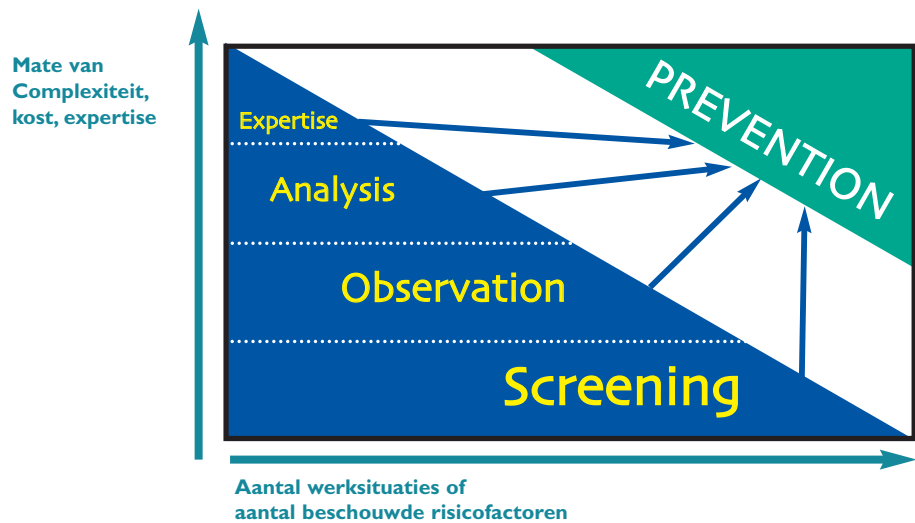 Mate van
Complexiteit,
kost, expertise
PREVENTION
Expertise
Analysis
Observation
Screening
Aantal werksituaties of
aantal beschouwde risicofactoren